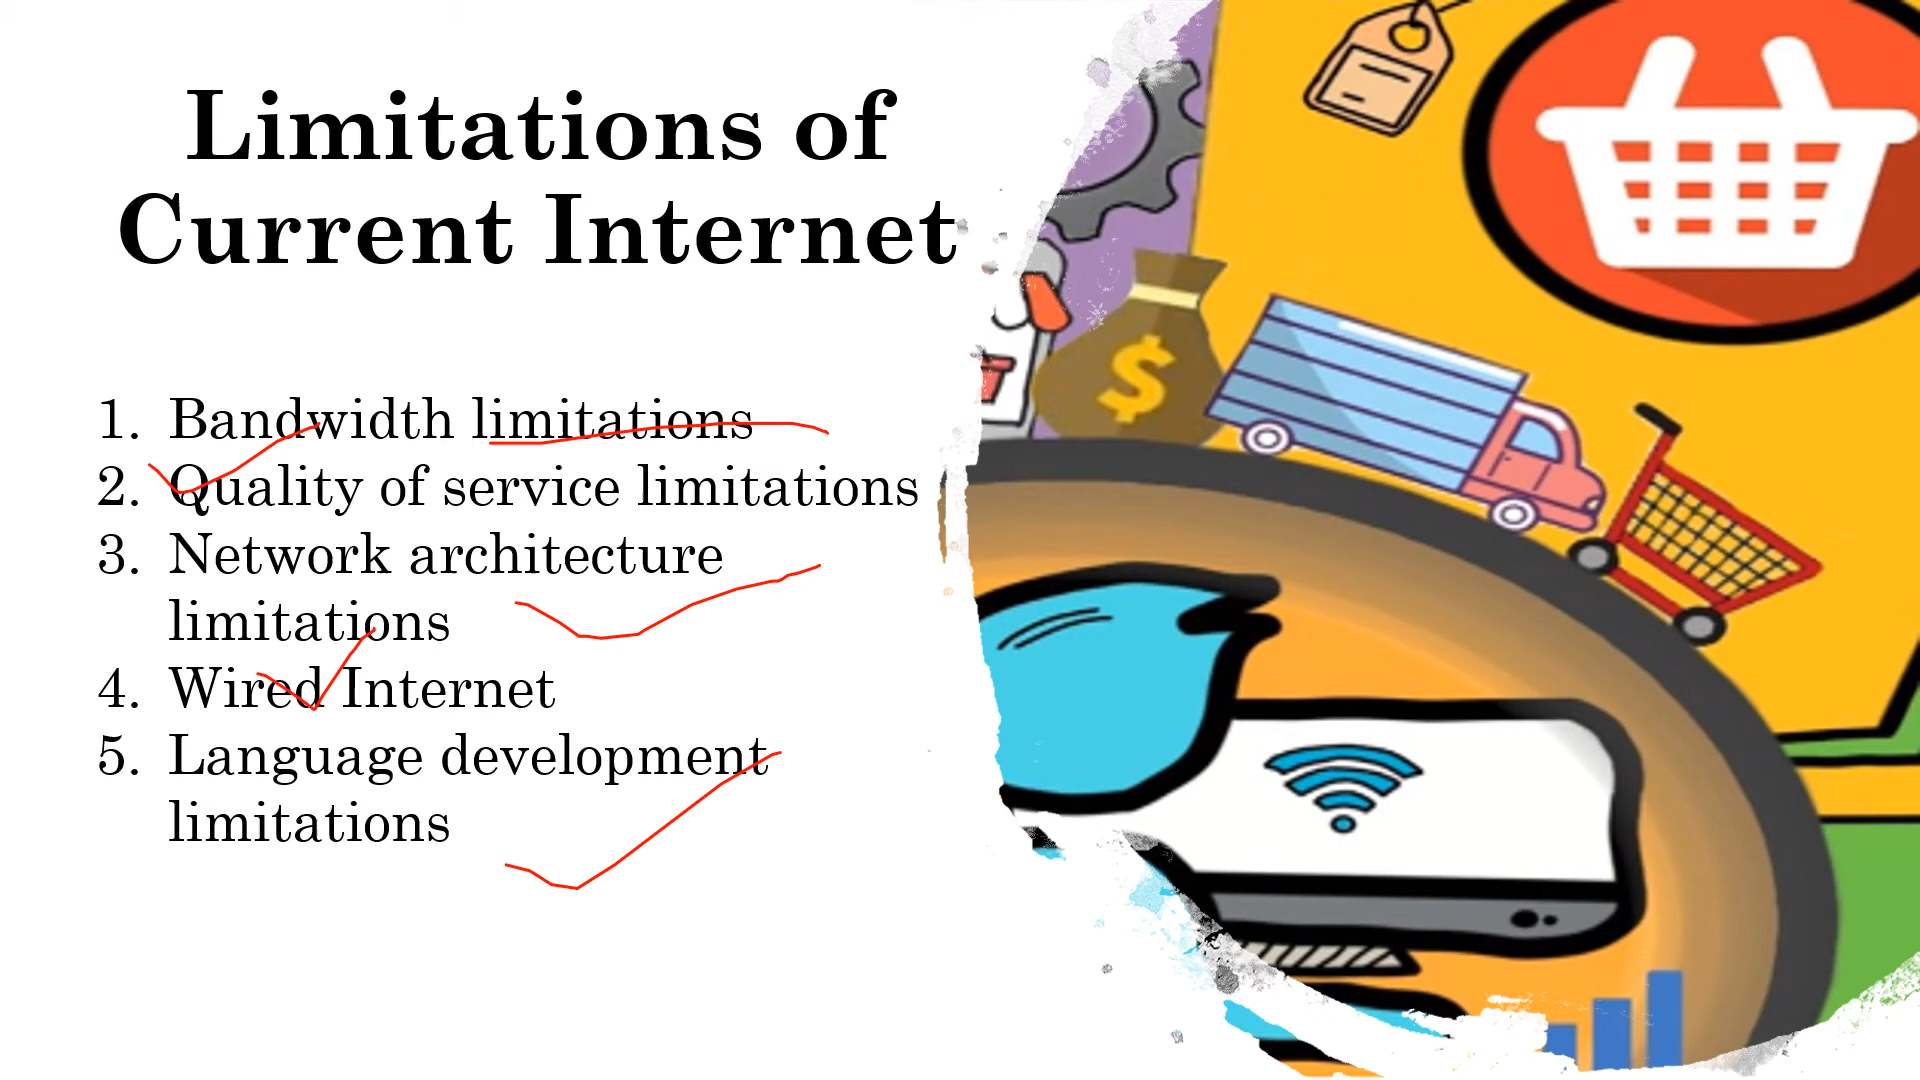 Limitations of
Current Internet
1. Bandwidth limitations
2. Quality of service limitations
3. Network architecture
limitations
4. Wired Internet
5. Language development
limitations
$